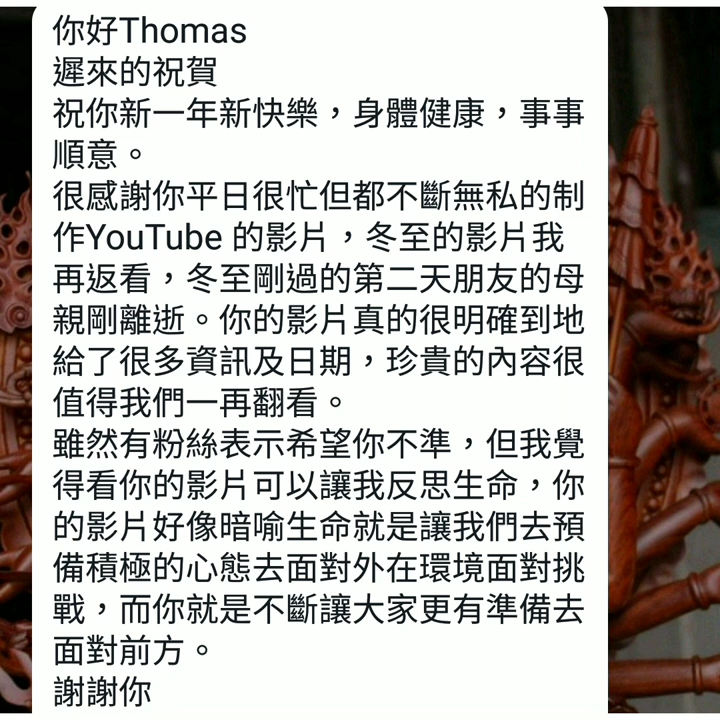 你好Thomas
遲來的祝賀
祝你新一年新快樂，身體健康，事事
順意。
很感謝你平日很忙但都不斷無私的制
作YouTube 的影片，冬至的影片我
再返看，冬至剛過的第二天朋友的母
親剛離逝。你的影片真的很明確到地
給了很多資訊及日期，珍貴的內容很
值得我們一再翻看。
雖然有粉絲表示希望你不準，但我覺
得看你的影片可以讓我反思生命，你
的影片好像暗喻生命就是讓我們去預
備積極的心態去面對外在環境面對挑
戰，而你就是不斷讓大家更有準備去
面對前方。
謝謝你